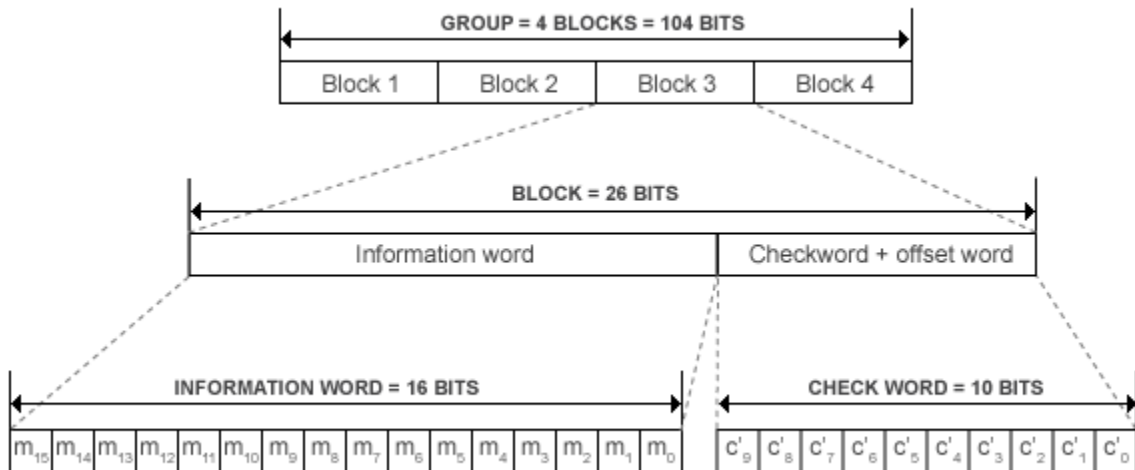 GROUP = 4 BLOCKS = 104 BITS
Block 1 Block 2 Block 3 Block 4
BLOCK = 26 BITS
Information word Checkword + offset word
INFORMATION WORD = 16 BITS CHECK WORD = 10 BITS
m₁₅ m₁₄ m₁₃ m₁₂ m₁₁ m₁₀ m₉ m₈ m₇ m₆ m₅ m₄ m₃ m₂ m₁ m₀ c'₉ c'₈ c'₇ c'₆ c'₅ c'₄ c'₃ c'₂ c'₁ c'₀